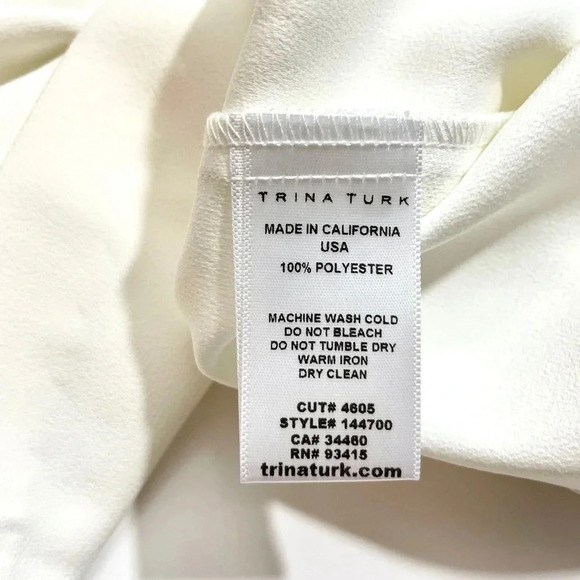 TRINA TURK
MADE IN CALIFORNIA
USA
100% POLYESTER
MACHINE WASH COLD
DO NOT BLEACH
DO NOT TUMBLE DRY
WARM IRON
DRY CLEAN
CUT# 4605
STYLE# 144700
CA# 34460
RN# 93415
trinaturk.com